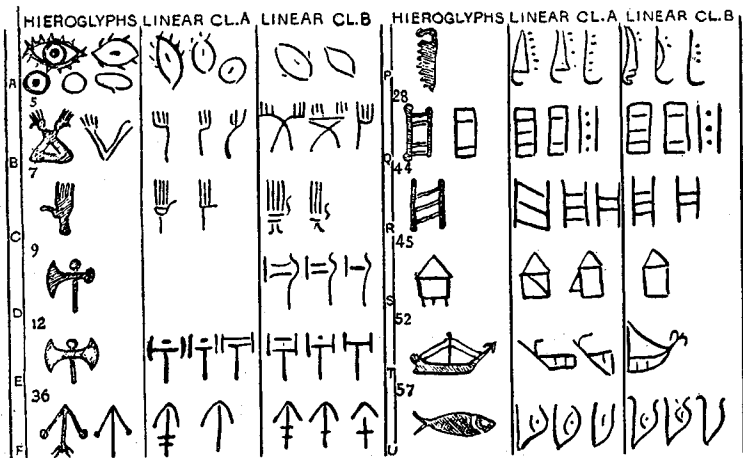 HIEROGLYPHS LINEAR CL.A LINEAR CL.B HIEROGLYPHS LINEAR CL.A LINEAR CL.B
A
5
B
7
C
9
D
12
E
36
F
P
28
Q
44
R
45
S
52
T
57
U